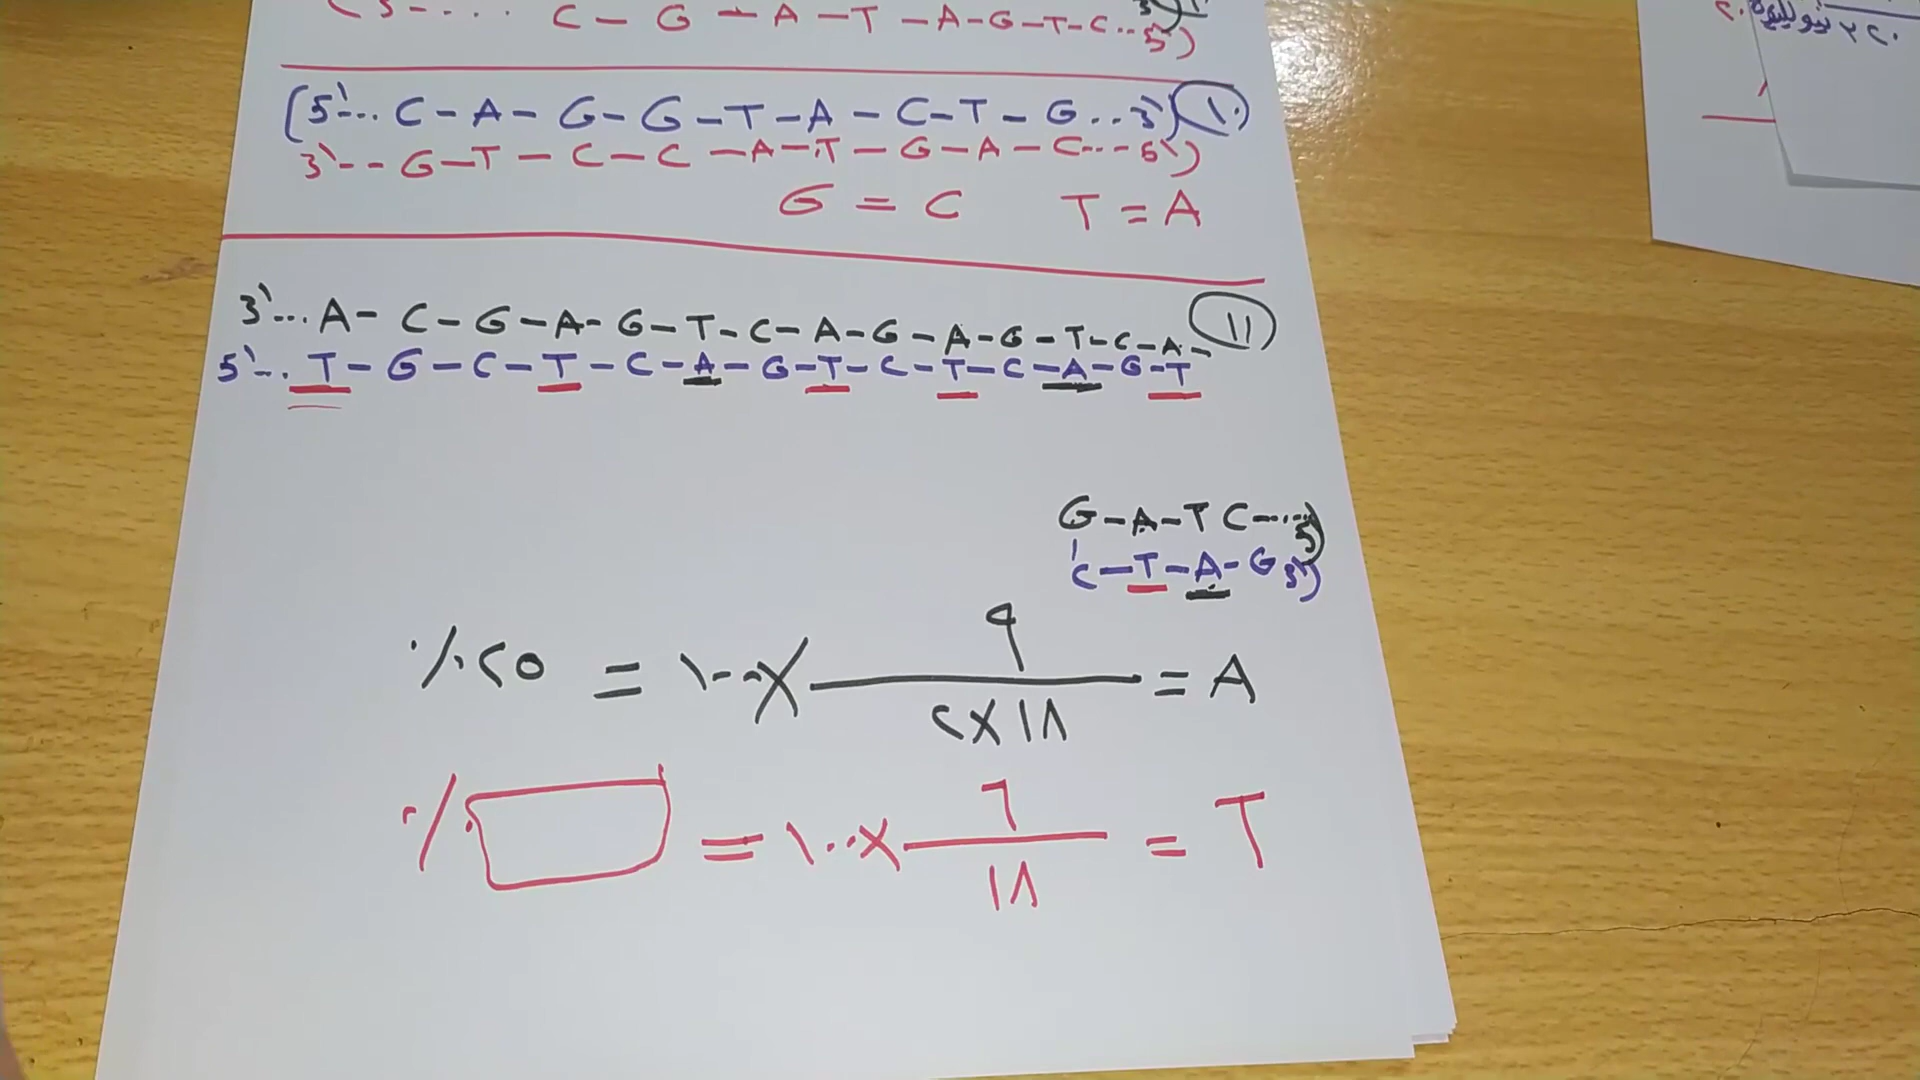 (3-.... C - G - A - T - A - G - T - C .. 5)
(5'... C - A - G - G - T - A - C - T - G ... 3') ١٠
3'-- G - T - C - C - A - T - G - A - C ... 5')
G = C T = A
3'... A - C - G - A - G - T - C - A - G - A - G - T - C - A - ١١
5'... T - G - C - T - C - A - G - T - C - T - C - A - G - T
G - A - T C ..... 5)
C - T - A - G 3')
٩
٪ ٢٥ = ١٠٠ X ――― = A
٢ X ١٨
٦
٪ = ١٠٠ X ――― = T
١٨